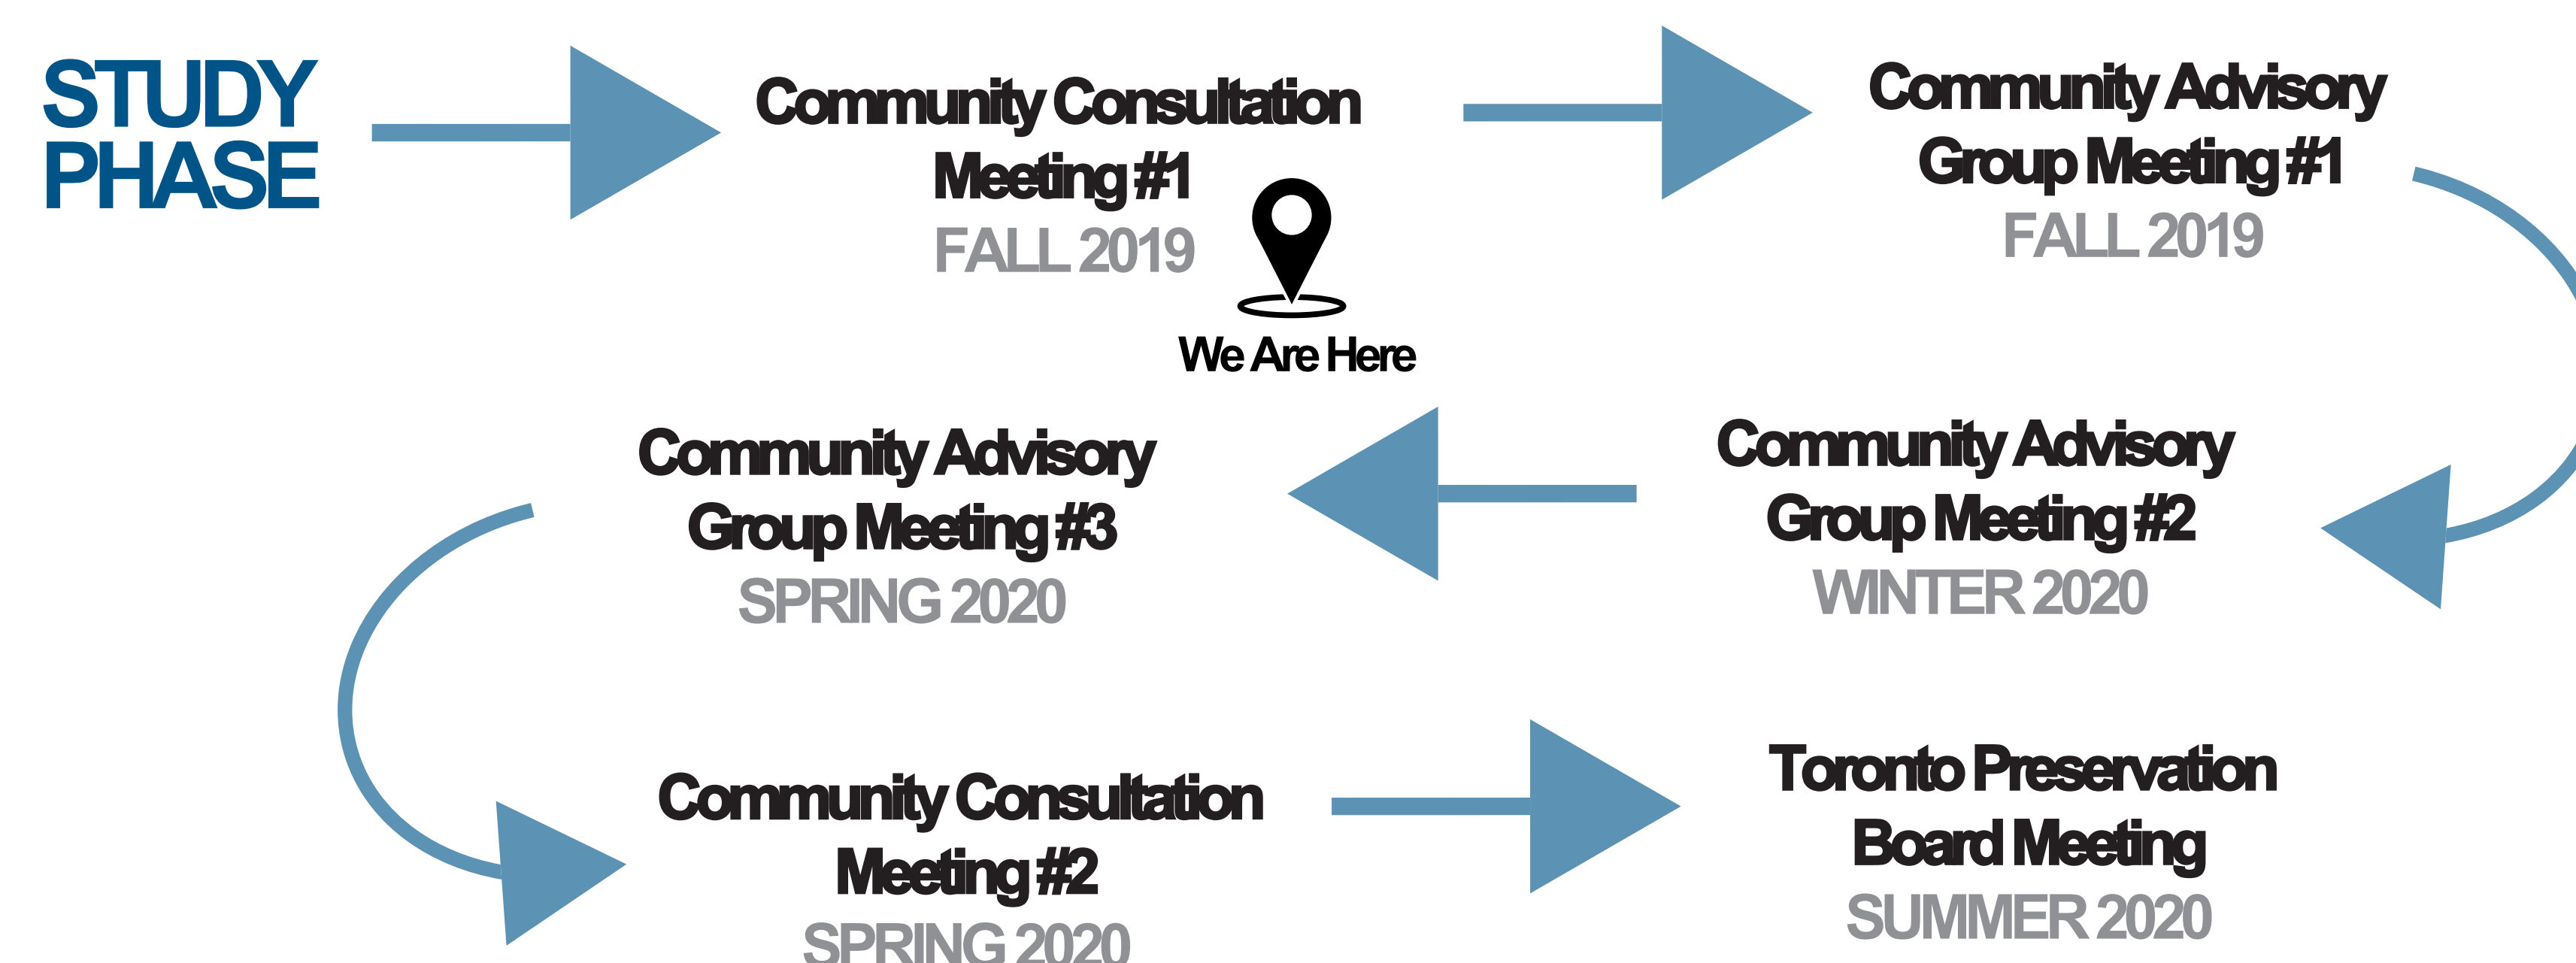 STUDY
PHASE
Community Consultation
Meeting #1
FALL 2019
We Are Here
Community Advisory
Group Meeting #1
FALL 2019
Community Advisory
Group Meeting #2
WINTER 2020
Community Advisory
Group Meeting #3
SPRING 2020
Community Consultation
Meeting #2
SPRING 2020
Toronto Preservation
Board Meeting
SUMMER 2020